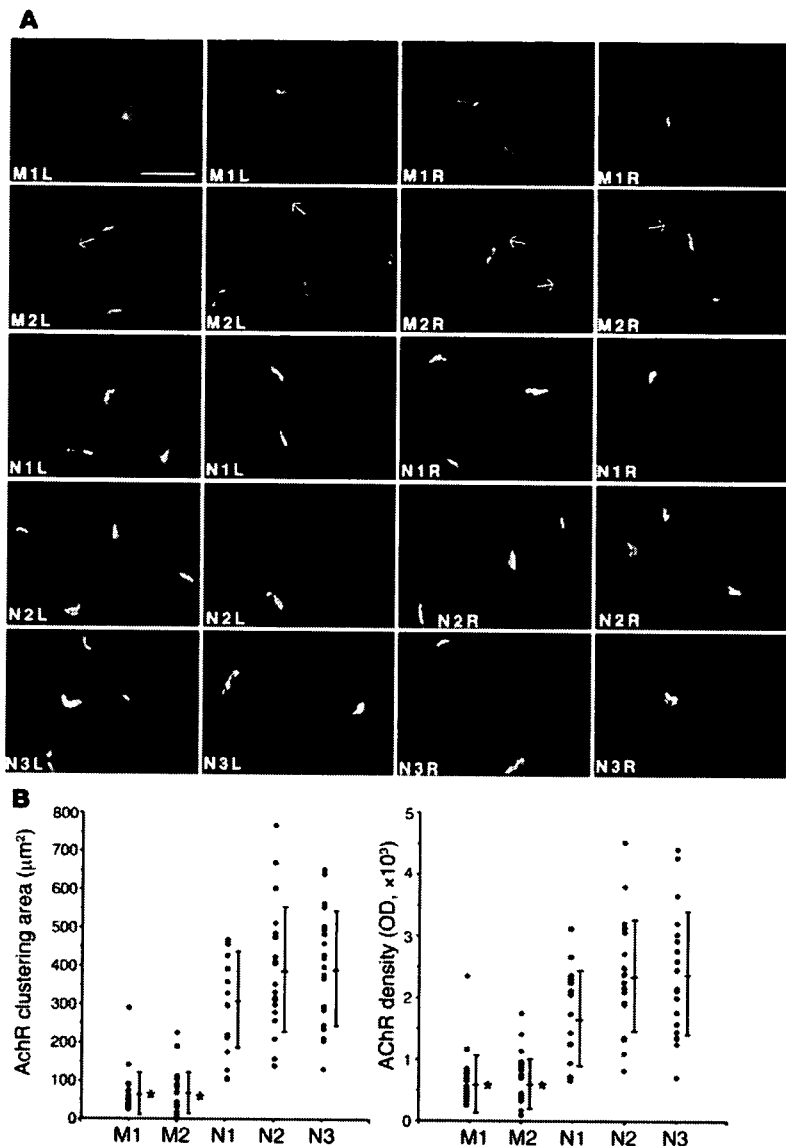 A
M1L M1L M1R M1R
M2L M2L M2R M2R
N1L N1L N1R N1R
N2L N2L N2R N2R
N3L N3L N3R N3R
B
AchR clustering area (µm²)
800
700
600
500
400
300
200
100
0
* *
M1 M2 N1 N2 N3
AChR density (OD, ×10³)
5
4
3
2
1
0
* *
M1 M2 N1 N2 N3